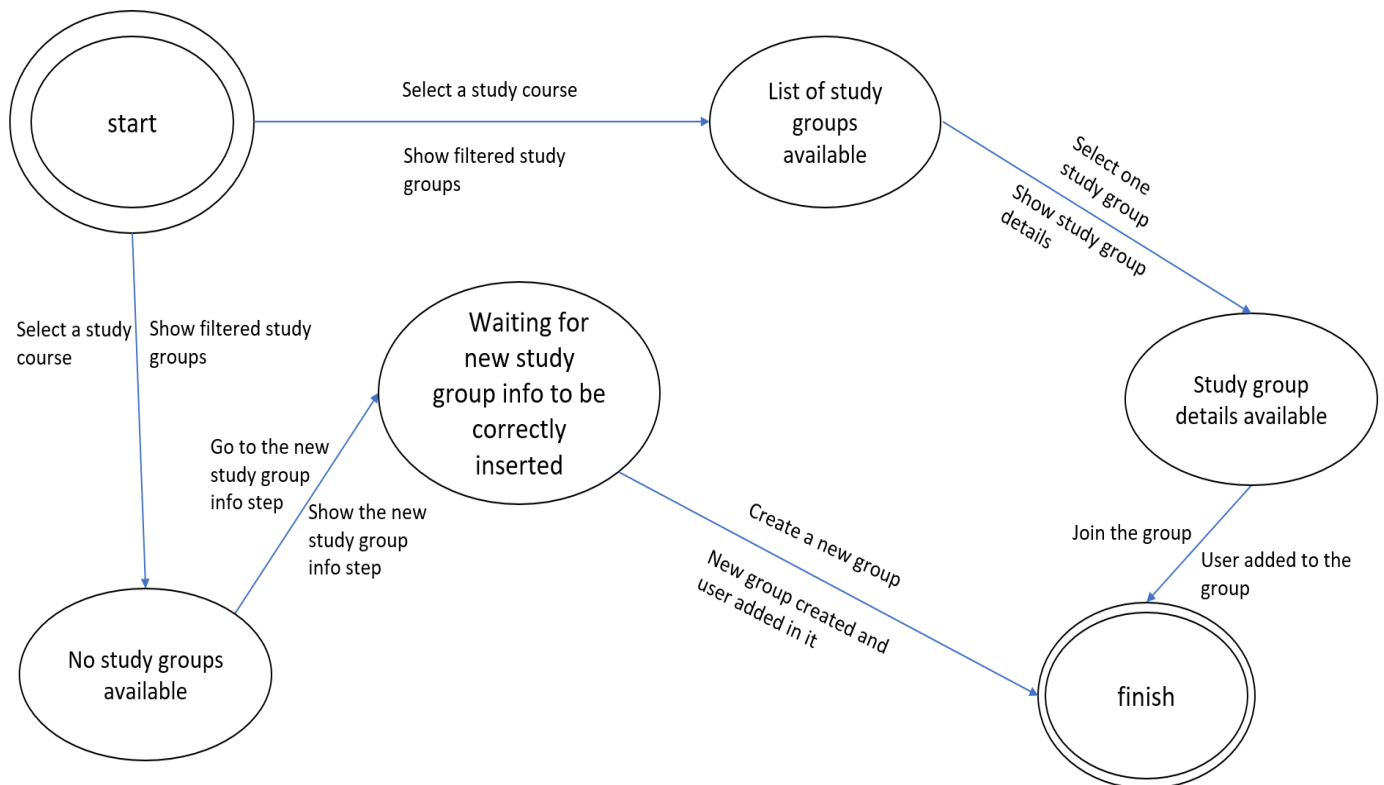 start
Select a study course
Show filtered study
groups
List of study
groups
available
Select one
study group
Show study group
details
Select a study
course
Show filtered study
groups
Waiting for
new study
group info to be
correctly
inserted
Study group
details available
Go to the new
study group
info step
Show the new
study group
info step
Create a new group
New group created and
user added in it
Join the group
User added to the
group
No study groups
available
finish